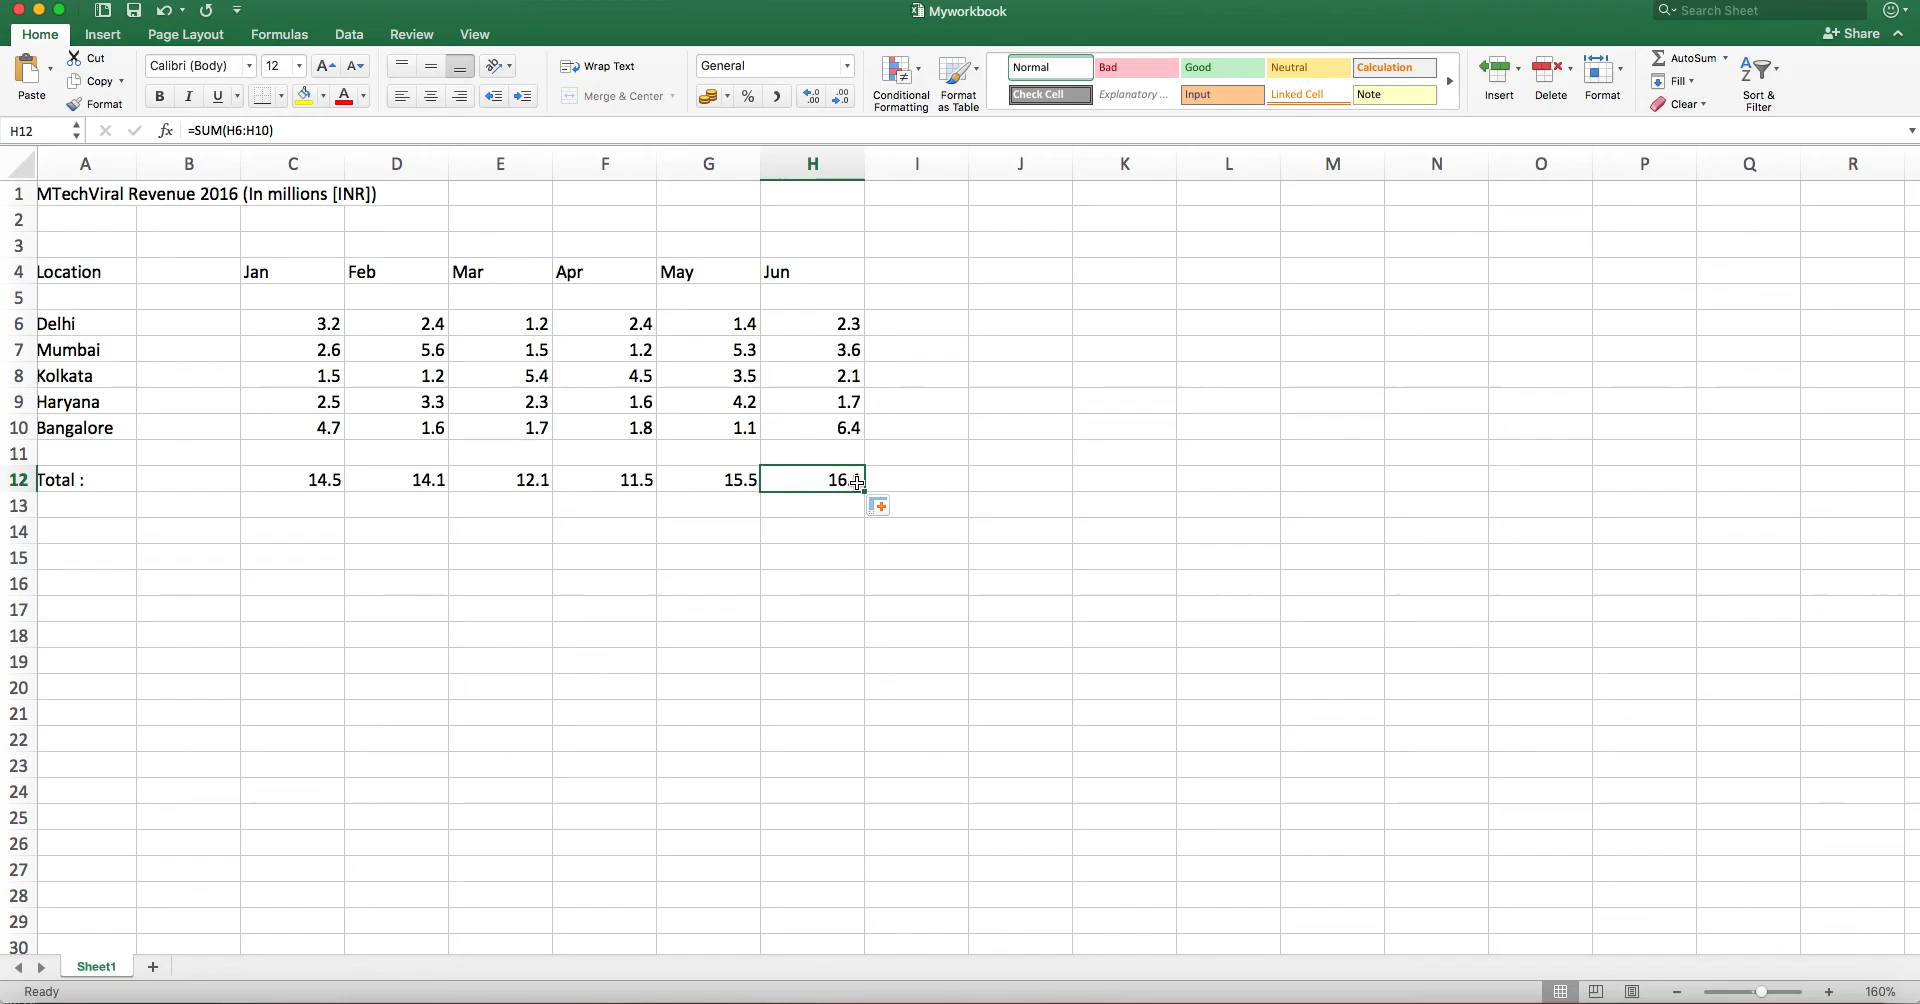 Myworkbook
Search Sheet
Home Insert Page Layout Formulas Data Review View
Share
Paste
Cut
Copy
Format
Calibri (Body) 12 A A
B I U A
Wrap Text
Merge & Center
General
%
Conditional Formatting
Format as Table
Normal Bad Good Neutral Calculation
Check Cell Explanatory ... Input Linked Cell Note
Insert Delete Format
AutoSum
Fill
Clear
Sort & Filter
H12 fx =SUM(H6:H10)
A B C D E F G H I J K L M N O P Q R
1 MTechViral Revenue 2016 (In millions [INR])
2
3
4 Location Jan Feb Mar Apr May Jun
5
6 Delhi 3.2 2.4 1.2 2.4 1.4 2.3
7 Mumbai 2.6 5.6 1.5 1.2 5.3 3.6
8 Kolkata 1.5 1.2 5.4 4.5 3.5 2.1
9 Haryana 2.5 3.3 2.3 1.6 4.2 1.7
10 Bangalore 4.7 1.6 1.7 1.8 1.1 6.4
11
12 Total : 14.5 14.1 12.1 11.5 15.5
13
14
15
16
17
18
19
20
21
22
23
24
25
26
27
28
29
30
Sheet1
Ready
160%